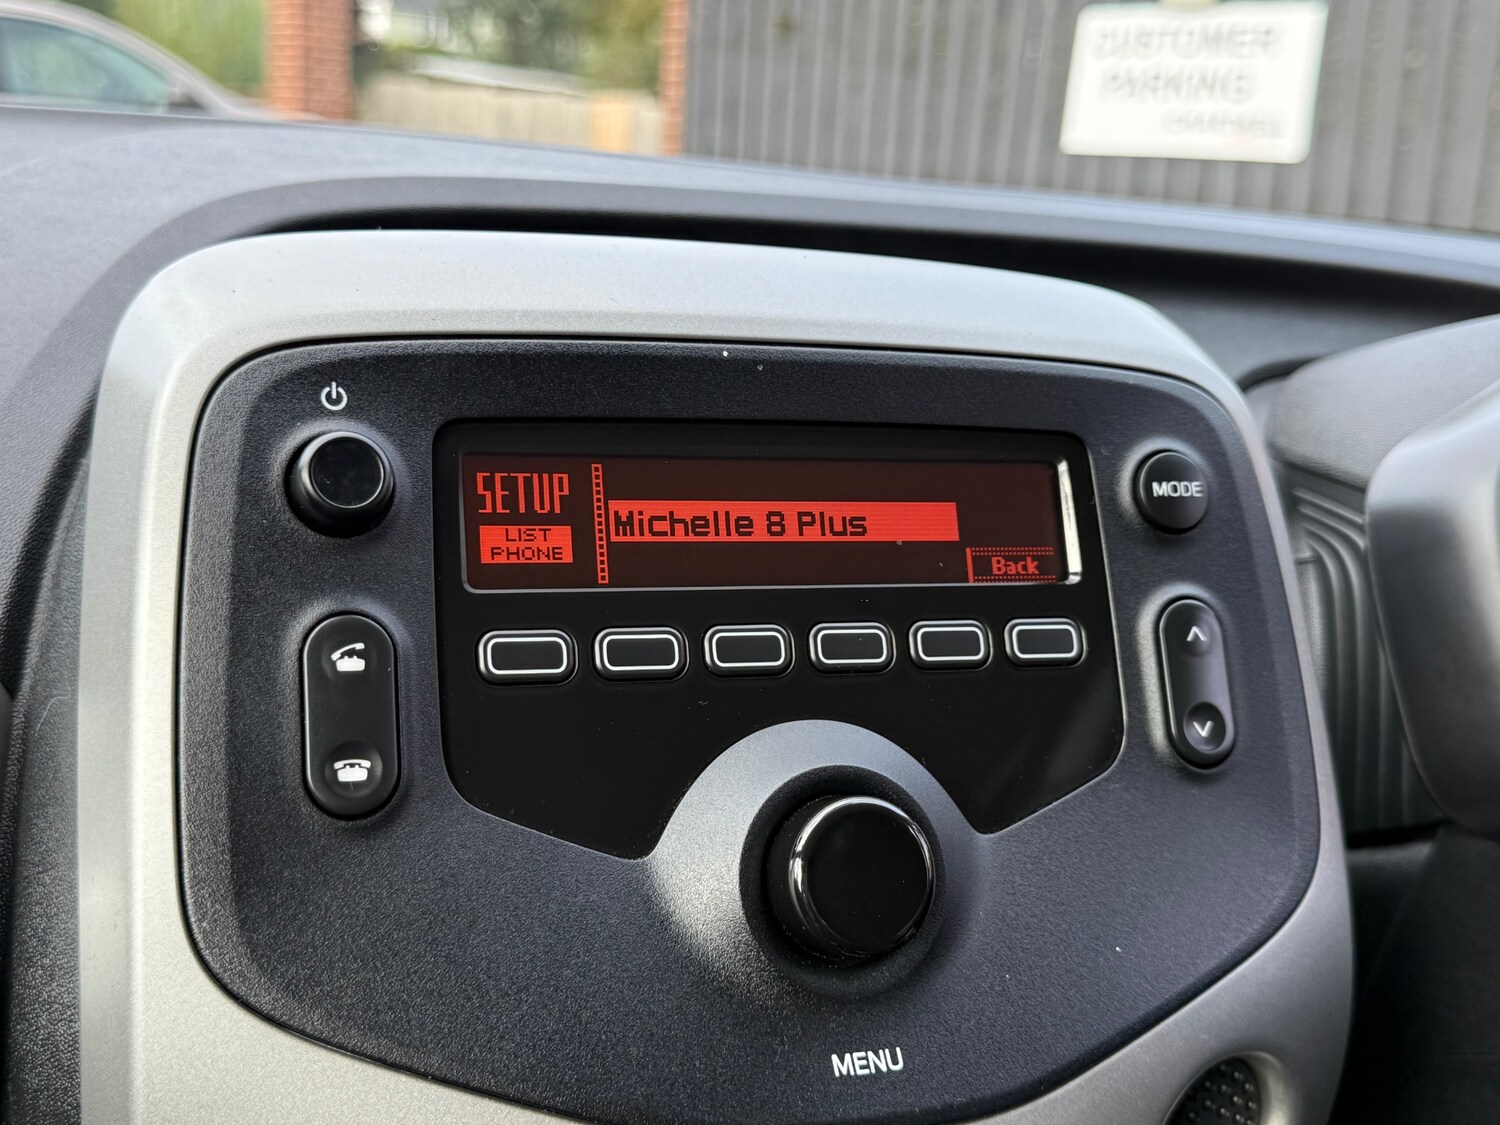 CUSTOMER
PARKING
SETUP
LIST
PHONE
Michelle 8 Plus
Back
MODE
MENU